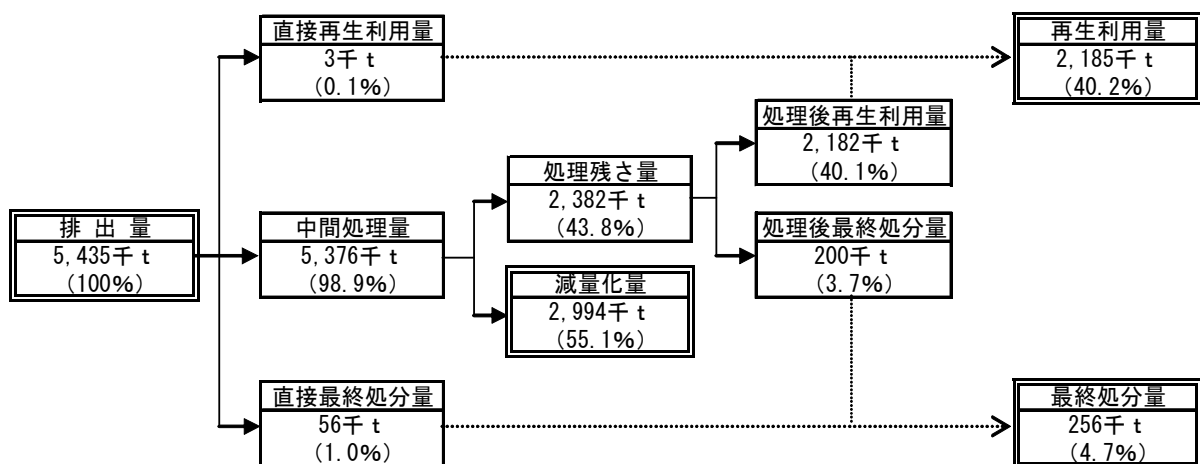 直接再生利用量
3千ｔ
(0.1%)
再生利用量
2,185千ｔ
(40.2%)
処理後再生利用量
2,182千ｔ
(40.1%)
処理残さ量
2,382千ｔ
(43.8%)
排 出 量
5,435千ｔ
(100%)
中間処理量
5,376千ｔ
(98.9%)
処理後最終処分量
200千ｔ
(3.7%)
減量化量
2,994千ｔ
(55.1%)
直接最終処分量
56千ｔ
(1.0%)
最終処分量
256千ｔ
(4.7%)